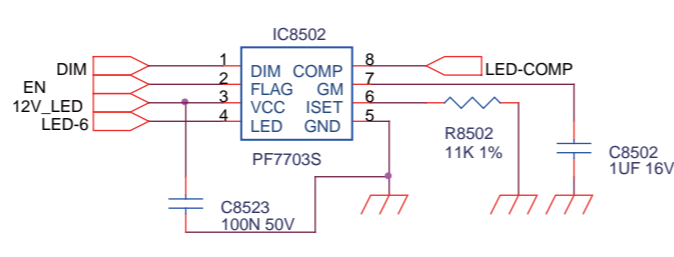 IC8502
DIM 1 DIM COMP 8 LED-COMP
EN 2 FLAG GM 7
12V_LED 3 VCC ISET 6
LED-6 4 LED GND 5
R8502
11K 1%
PF7703S
C8502
1UF 16V
C8523
100N 50V